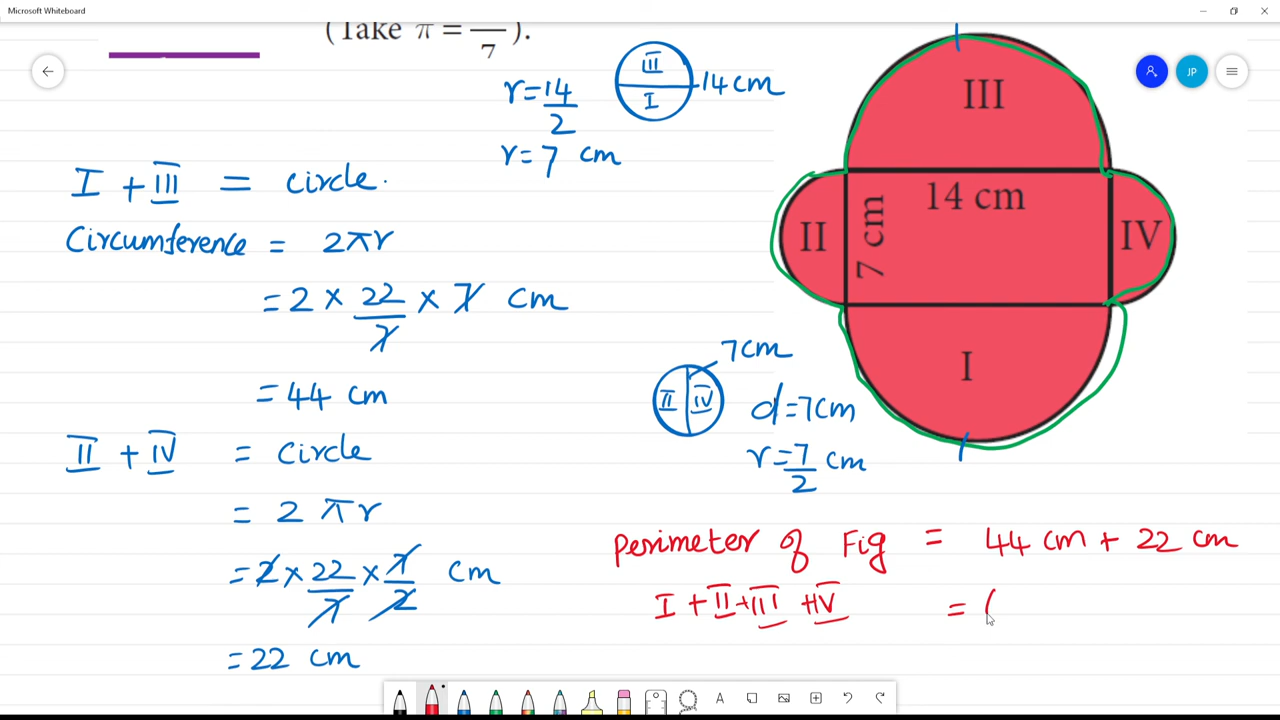 Microsoft Whiteboard
(Take π = —
7 ).
JP
r = 14/2
r = 7 cm
III
I
14 cm
I + III = circle.
Circumference = 2πr
= 2 × 22/7 × 7 cm
= 44 cm
II + IV = circle
= 2 πr
= 2 × 22/7 × 7/2 cm
= 22 cm
III
14 cm
7 cm
II
IV
I
7cm
II IV
d = 7cm
r = 7/2 cm
Perimeter of Fig = 44 cm + 22 cm
I + II + III + IV = (
A